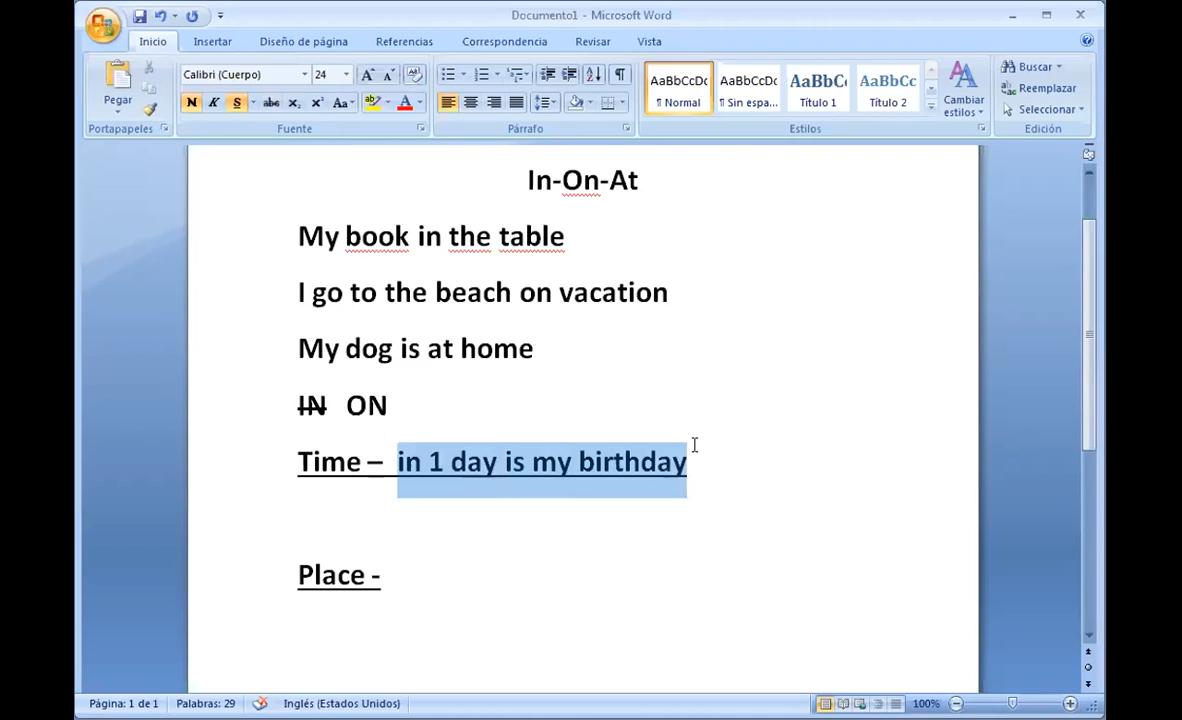 Documento1 - Microsoft Word
Inicio Insertar Diseño de página Referencias Correspondencia Revisar Vista
Pegar
Portapapeles
Calibri (Cuerpo) 24
Fuente
Párrafo
AaBbCcDc AaBbCcDc AaBbCc AaBbCc
¶ Normal ¶ Sin espa... Título 1 Título 2
Cambiar estilos
Estilos
Buscar
Reemplazar
Seleccionar
Edición
In-On-At
My book in the table
I go to the beach on vacation
My dog is at home
IN ON
Time – in 1 day is my birthday
Place -
Página: 1 de 1 Palabras: 29 Inglés (Estados Unidos) 100%